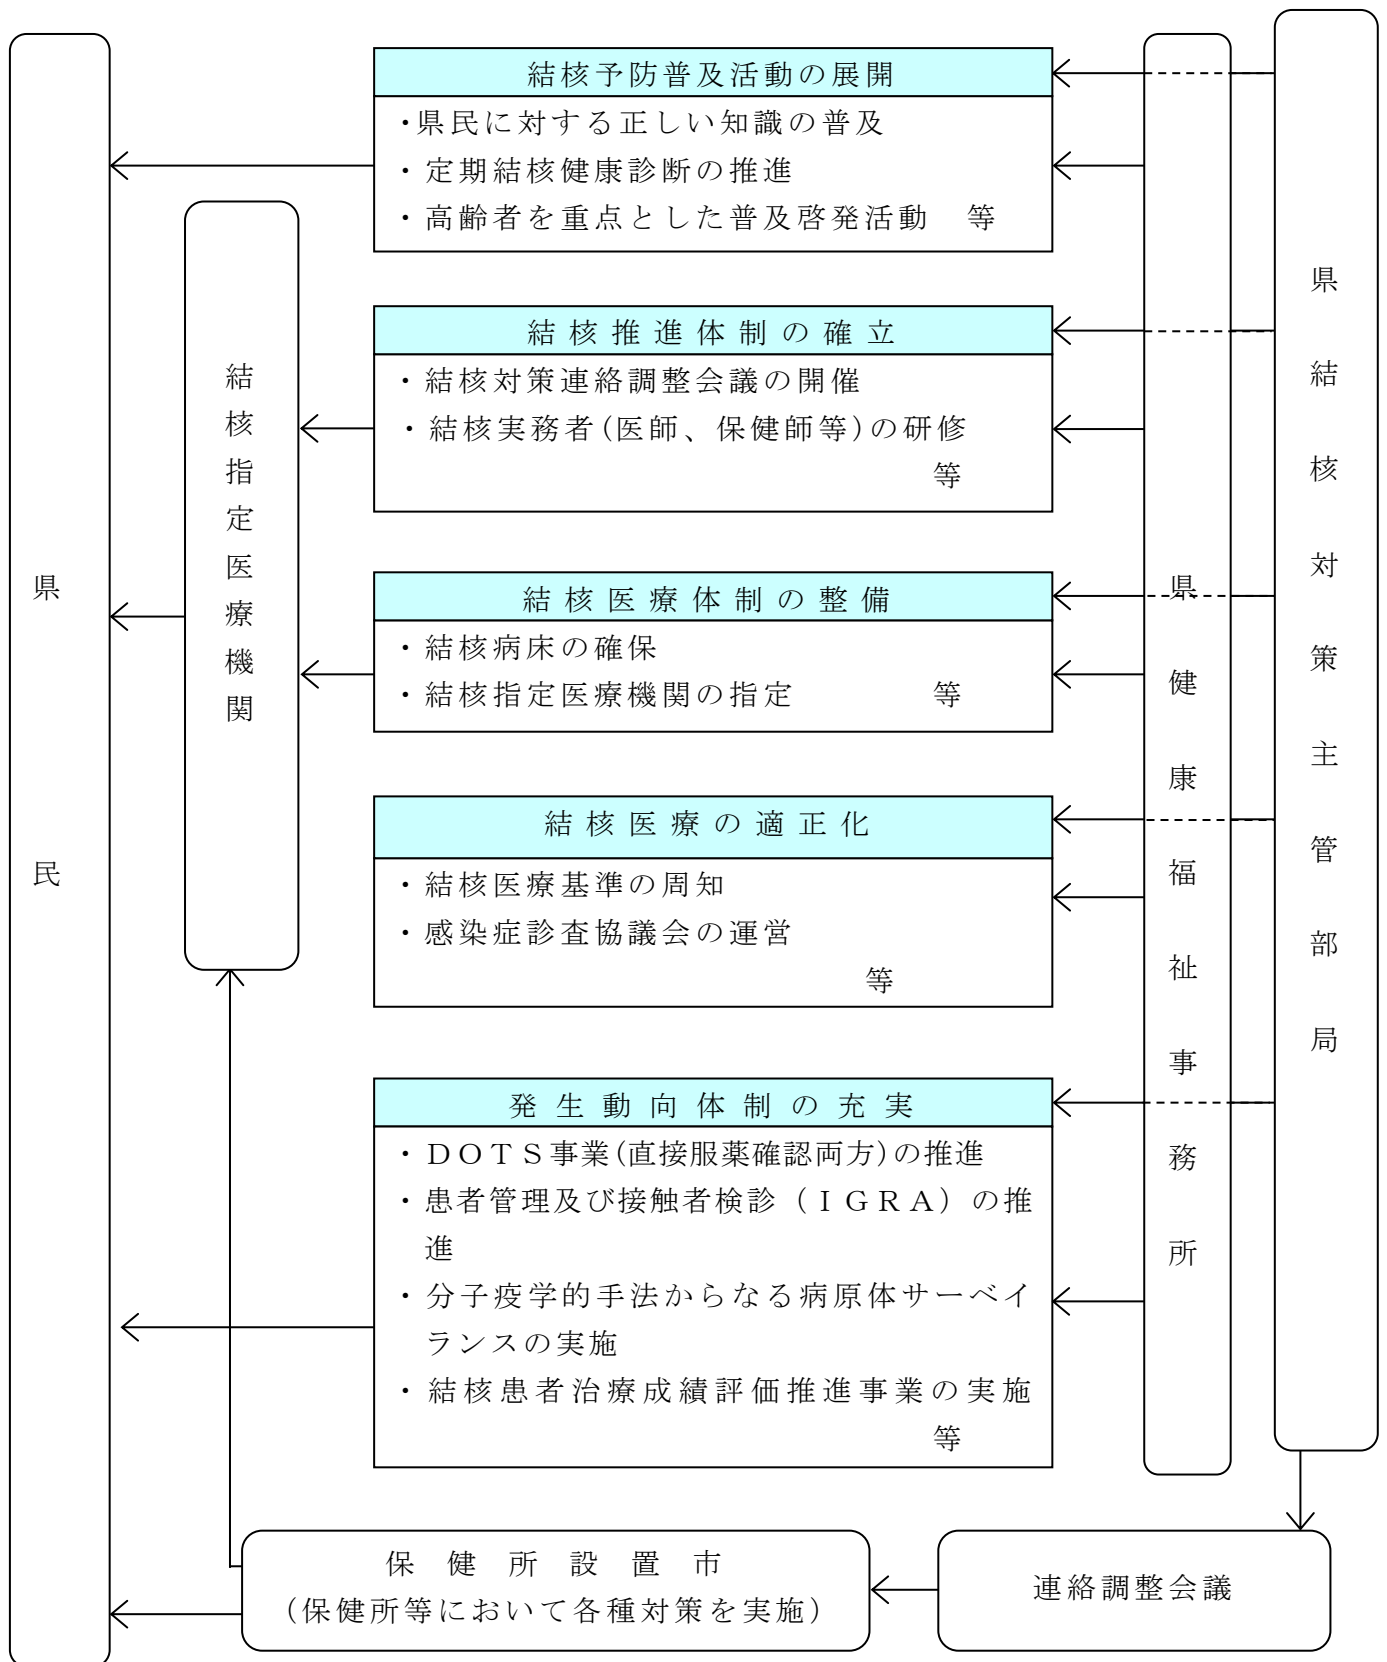 結核予防普及活動の展開
・県民に対する正しい知識の普及
・定期結核健康診断の推進
・高齢者を重点とした普及啓発活動　等
結核推進体制の確立
・結核対策連絡調整会議の開催
・結核実務者(医師、保健師等)の研修
等
結核医療体制の整備
・結核病床の確保
・結核指定医療機関の指定　等
結核医療の適正化
・結核医療基準の周知
・感染症診査協議会の運営
等
発生動向体制の充実
・ＤＯＴＳ事業(直接服薬確認両方)の推進
・患者管理及び接触者検診（ＩＧＲＡ）の推
進
・分子疫学的手法からなる病原体サーベイ
ランスの実施
・結核患者治療成績評価推進事業の実施
等
県民
結核指定医療機関
県健康福祉事務所
県結核対策主管部局
保健所設置市
（保健所等において各種対策を実施）
連絡調整会議